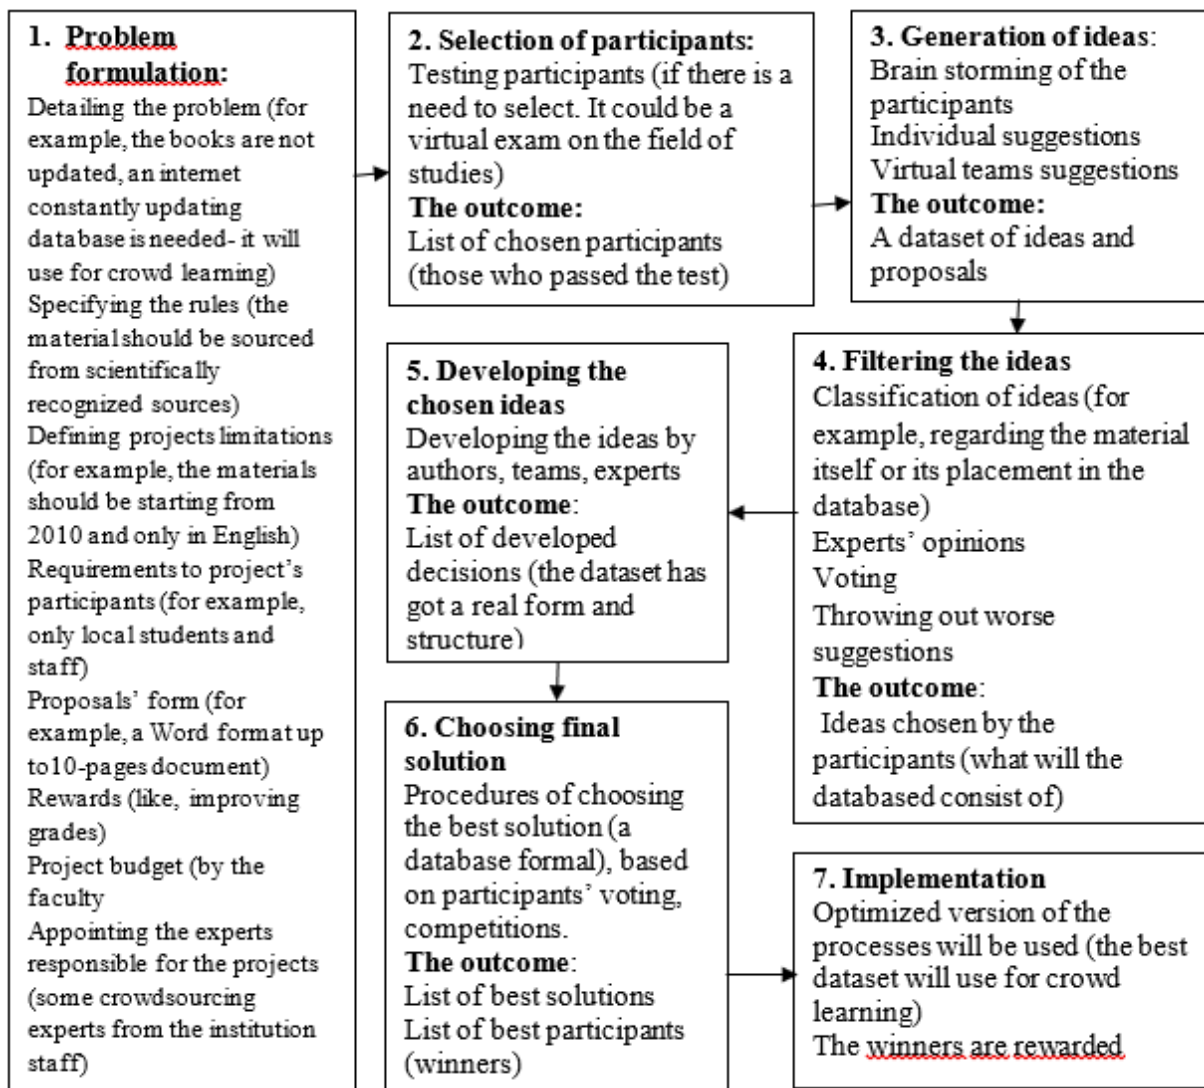 1. Problem
formulation:
Detailing the problem (for
example, the books are not
updated, an internet
constantly updating
database is needed- it will
use for crowd learning)
Specifying the rules (the
material should be sourced
from scientifically
recognized sources)
Defining projects limitations
(for example, the materials
should be starting from
2010 and only in English)
Requirements to project's
participants (for example,
only local students and
staff)
Proposals' form (for
example, a Word format up
to10-pages document)
Rewards (like, improving
grades)
Project budget (by the
faculty
Appointing the experts
responsible for the projects
(some crowdsourcing
experts from the institution
staff)
2. Selection of participants:
Testing participants (if there is a
need to select. It could be a
virtual exam on the field of
studies)
The outcome:
List of chosen participants
(those who passed the test)
3. Generation of ideas:
Brain storming of the
participants
Individual suggestions
Virtual teams suggestions
The outcome:
A dataset of ideas and
proposals
4. Filtering the ideas
Classification of ideas (for
example, regarding the material
itself or its placement in the
database)
Experts' opinions
Voting
Throwing out worse
suggestions
The outcome:
Ideas chosen by the
participants (what will the
databased consist of)
5. Developing the
chosen ideas
Developing the ideas by
authors, teams, experts
The outcome:
List of developed
decisions (the dataset has
got a real form and
structure)
6. Choosing final
solution
Procedures of choosing
the best solution (a
database formal), based
on participants' voting,
competitions.
The outcome:
List of best solutions
List of best participants
(winners)
7. Implementation
Optimized version of the
processes will be used (the best
dataset will use for crowd
learning)
The winners are rewarded